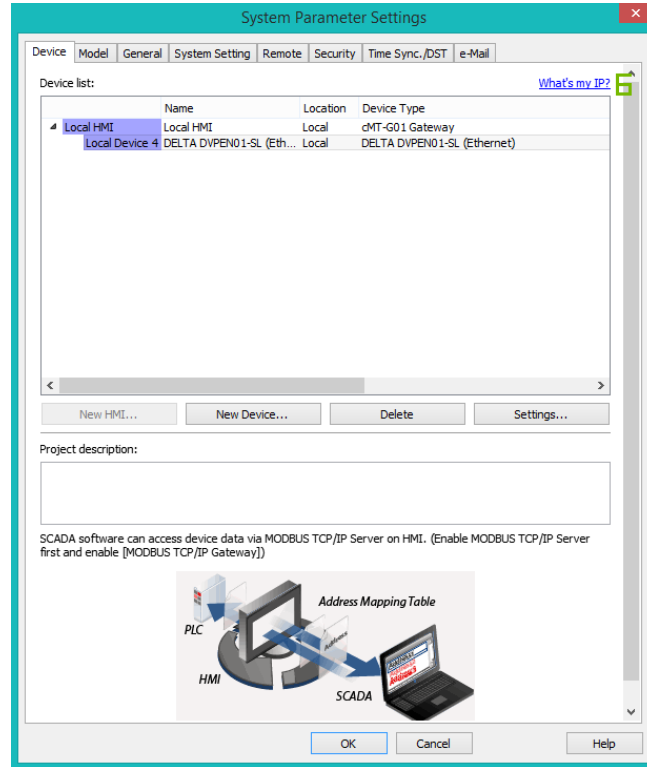 System Parameter Settings
Device Model General System Setting Remote Security Time Sync./DST e-Mail
Device list: What's my IP? 6
Name Location Device Type
Local HMI Local HMI Local cMT-G01 Gateway
Local Device 4 DELTA DVPEN01-SL (Eth... Local DELTA DVPEN01-SL (Ethernet)
New HMI... New Device... Delete Settings...
Project description:
SCADA software can access device data via MODBUS TCP/IP Server on HMI. (Enable MODBUS TCP/IP Server
first and enable [MODBUS TCP/IP Gateway])
Address Mapping Table
PLC
HMI
SCADA
OK Cancel Help